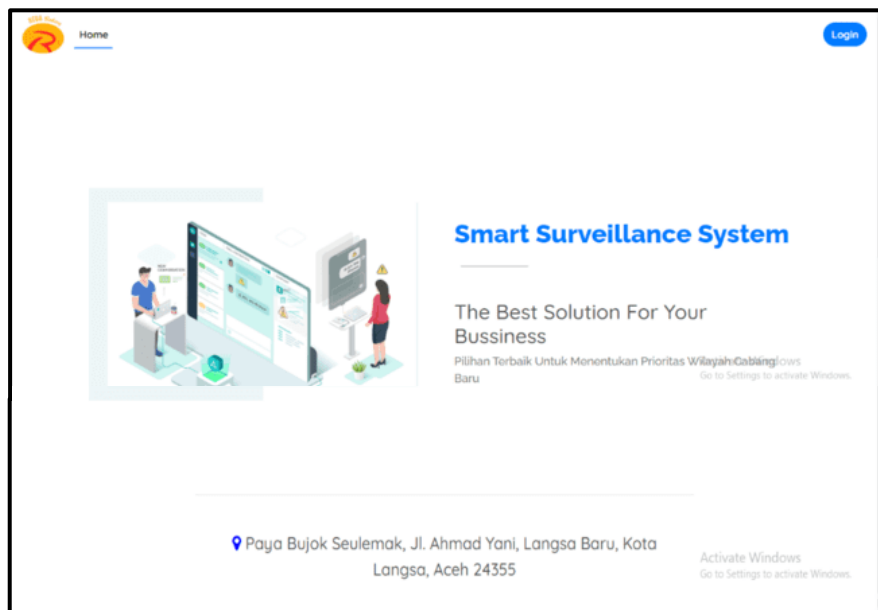 Home
Login
Smart Surveillance System
The Best Solution For Your
Bussiness
Pilihan Terbaik Untuk Menentukan Prioritas Wilayah Cabang
Baru
Activate Windows
Go to Settings to activate Windows.
Paya Bujok Seulemak, Jl. Ahmad Yani, Langsa Baru, Kota
Langsa, Aceh 24355
Activate Windows
Go to Settings to activate Windows.